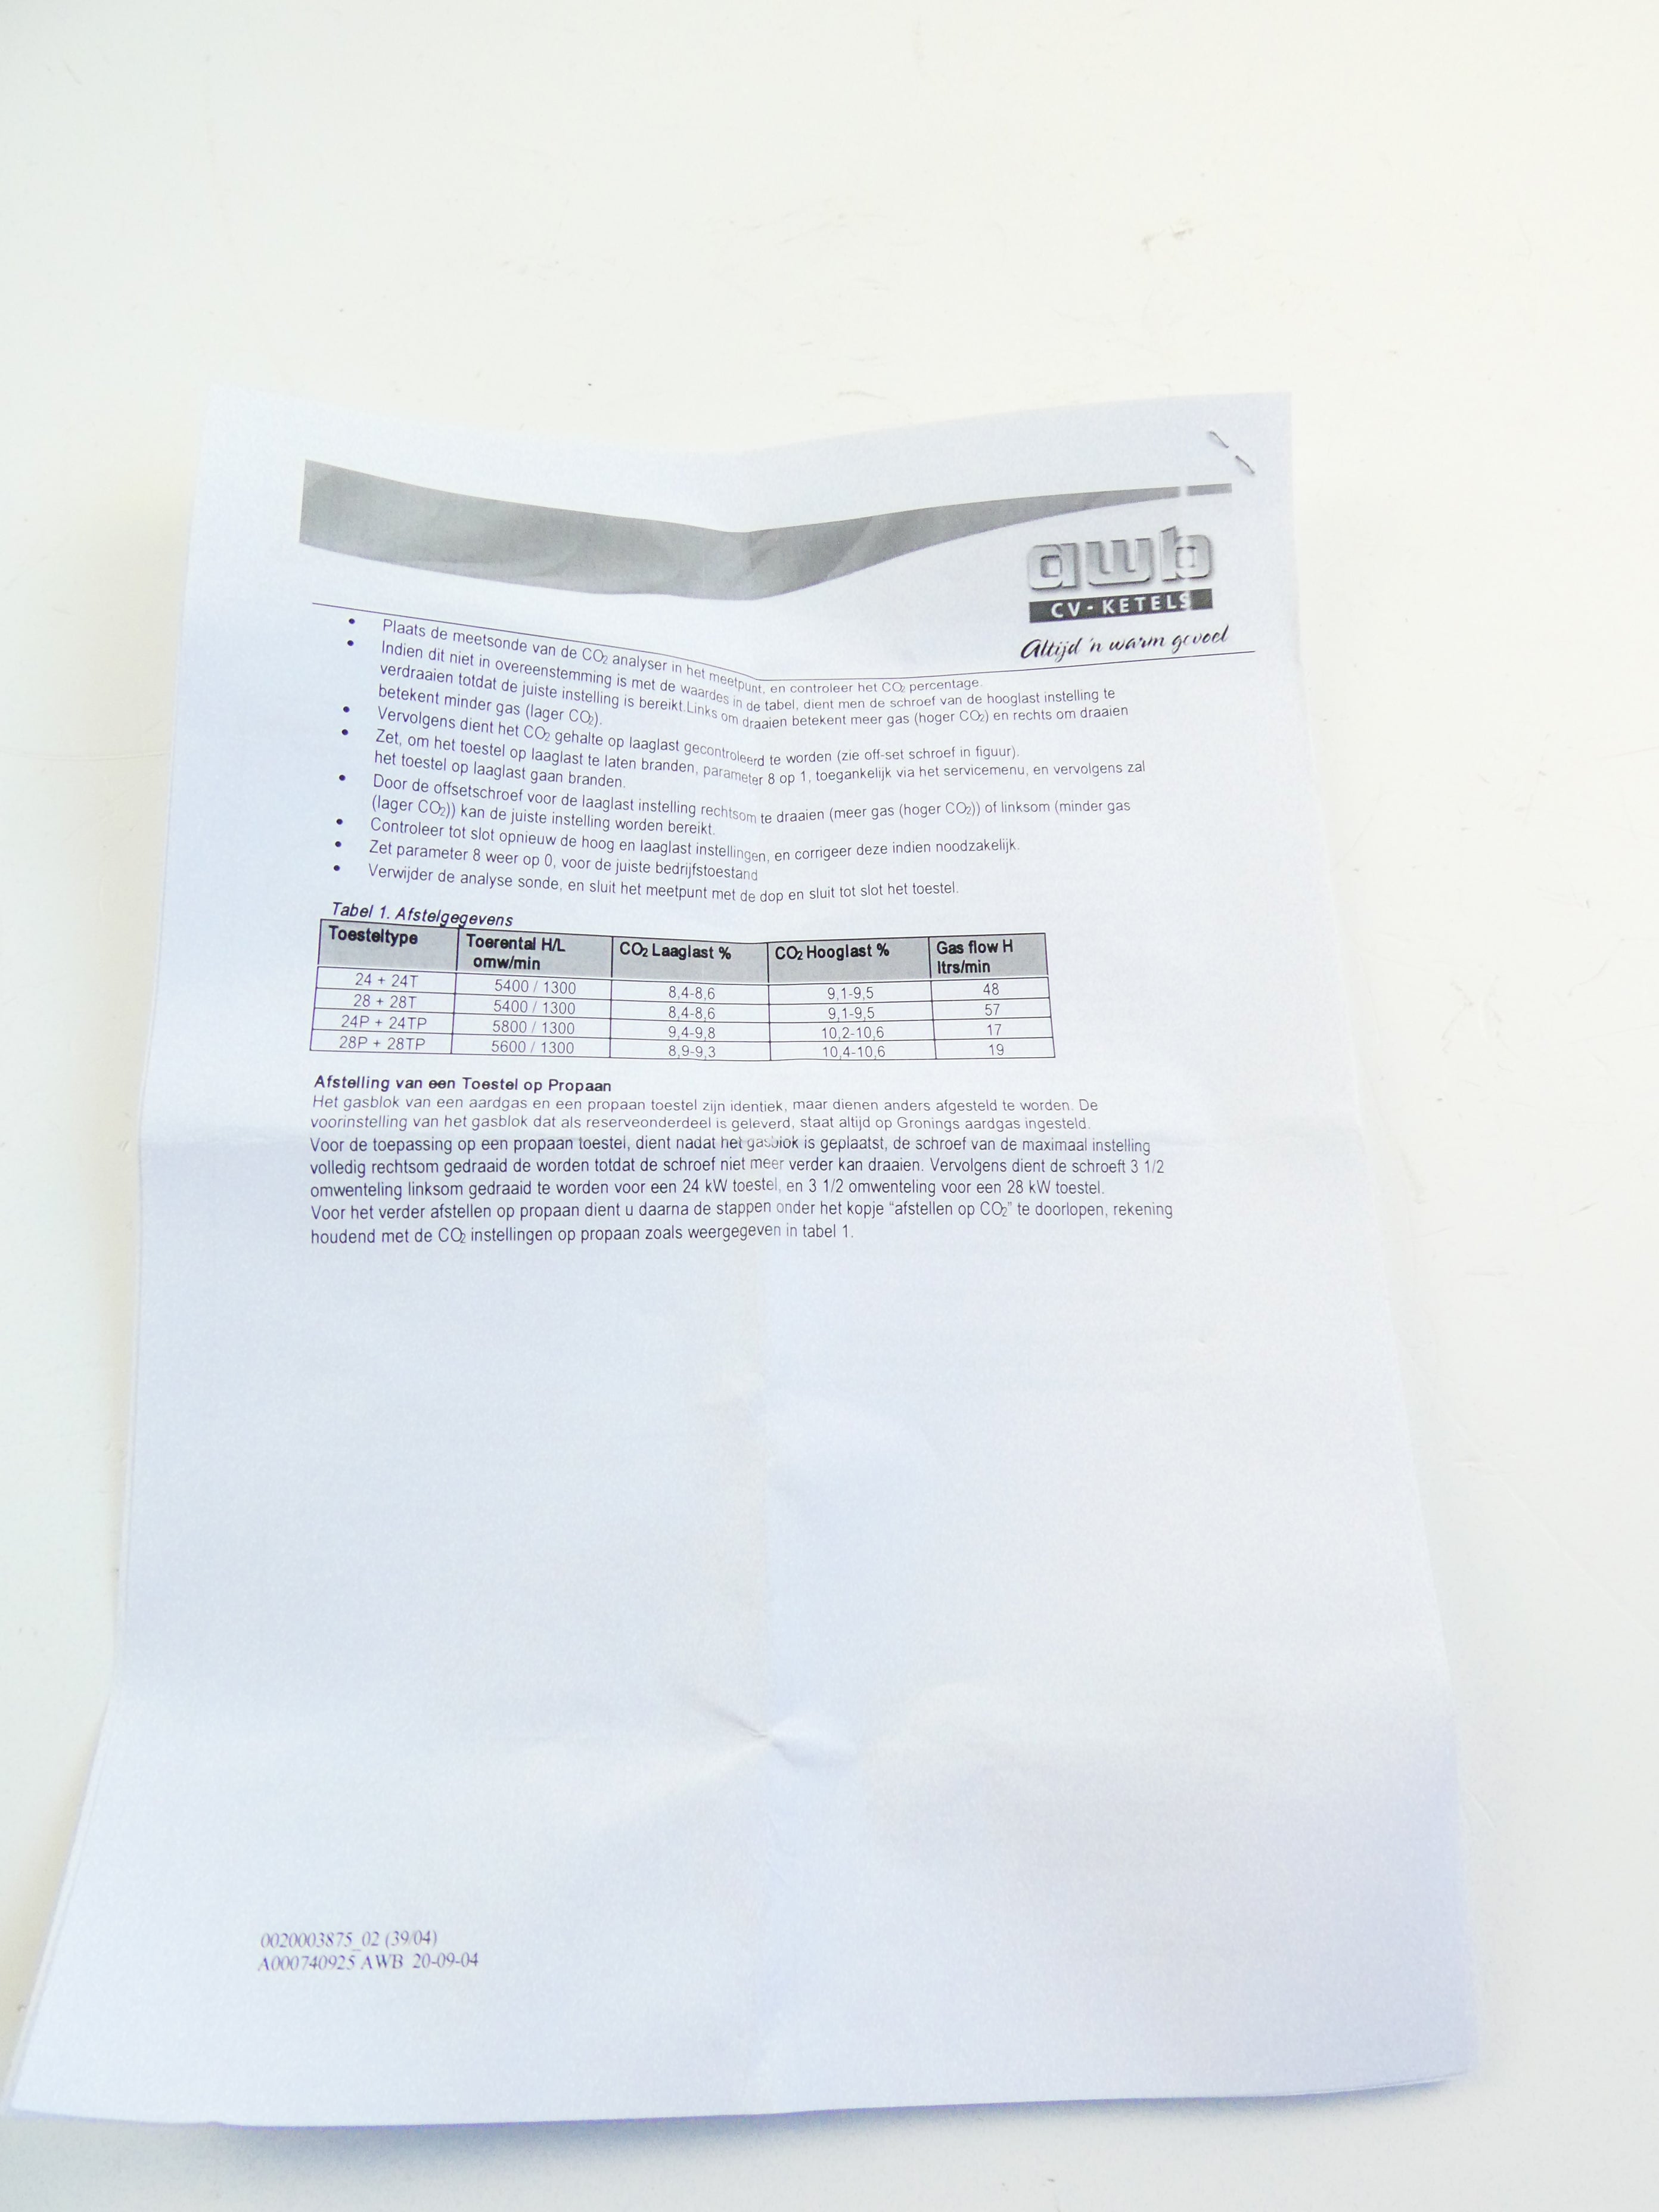 awb
CV-KETELS
Altijd 'n warm gevoel
• Plaats de meetsonde van de CO2 analyser in het meetpunt, en controleer het CO2 percentage.
• Indien dit niet in overeenstemming is met de waardes in de tabel, dient men de schroef van de hooglast instelling te
verdraaien totdat de juiste instelling is bereikt.Links om draaien betekent meer gas (hoger CO2) en rechts om draaien
betekent minder gas (lager CO2).
• Vervolgens dient het CO2 gehalte op laaglast gecontroleerd te worden (zie off-set schroef in figuur).
• Zet, om het toestel op laaglast te laten branden, parameter 8 op 1, toegankelijk via het servicemenu, en vervolgens zal
het toestel op laaglast gaan branden.
• Door de offsetschroef voor de laaglast instelling rechtsom te draaien (meer gas (hoger CO2)) of linksom (minder gas
(lager CO2)) kan de juiste instelling worden bereikt.
• Controleer tot slot opnieuw de hoog en laaglast instellingen, en corrigeer deze indien noodzakelijk.
• Zet parameter 8 weer op 0, voor de juiste bedrijfstoestand
• Verwijder de analyse sonde, en sluit het meetpunt met de dop en sluit tot slot het toestel.
Tabel 1. Afstelgegevens
Toesteltype Toerental H/L omw/min CO2 Laaglast % CO2 Hooglast % Gas flow H ltrs/min
24 + 24T 5400 / 1300 8,4-8,6 9,1-9,5 48
28 + 28T 5400 / 1300 8,4-8,6 9,1-9,5 57
24P + 24TP 5800 / 1300 9,4-9,8 10,2-10,6 17
28P + 28TP 5600 / 1300 8,9-9,3 10,4-10,6 19
Afstelling van een Toestel op Propaan
Het gasblok van een aardgas en een propaan toestel zijn identiek, maar dienen anders afgesteld te worden. De
voorinstelling van het gasblok dat als reserveonderdeel is geleverd, staat altijd op Gronings aardgas ingesteld.
Voor de toepassing op een propaan toestel, dient nadat het gasblok is geplaatst, de schroef van de maximaal instelling
volledig rechtsom gedraaid de worden totdat de schroef niet meer verder kan draaien. Vervolgens dient de schroeft 3 1/2
omwenteling linksom gedraaid te worden voor een 24 kW toestel, en 3 1/2 omwenteling voor een 28 kW toestel.
Voor het verder afstellen op propaan dient u daarna de stappen onder het kopje "afstellen op CO2" te doorlopen, rekening
houdend met de CO2 instellingen op propaan zoals weergegeven in tabel 1.
0020003875_02 (39/04)
A000740925 AWB 20-09-04